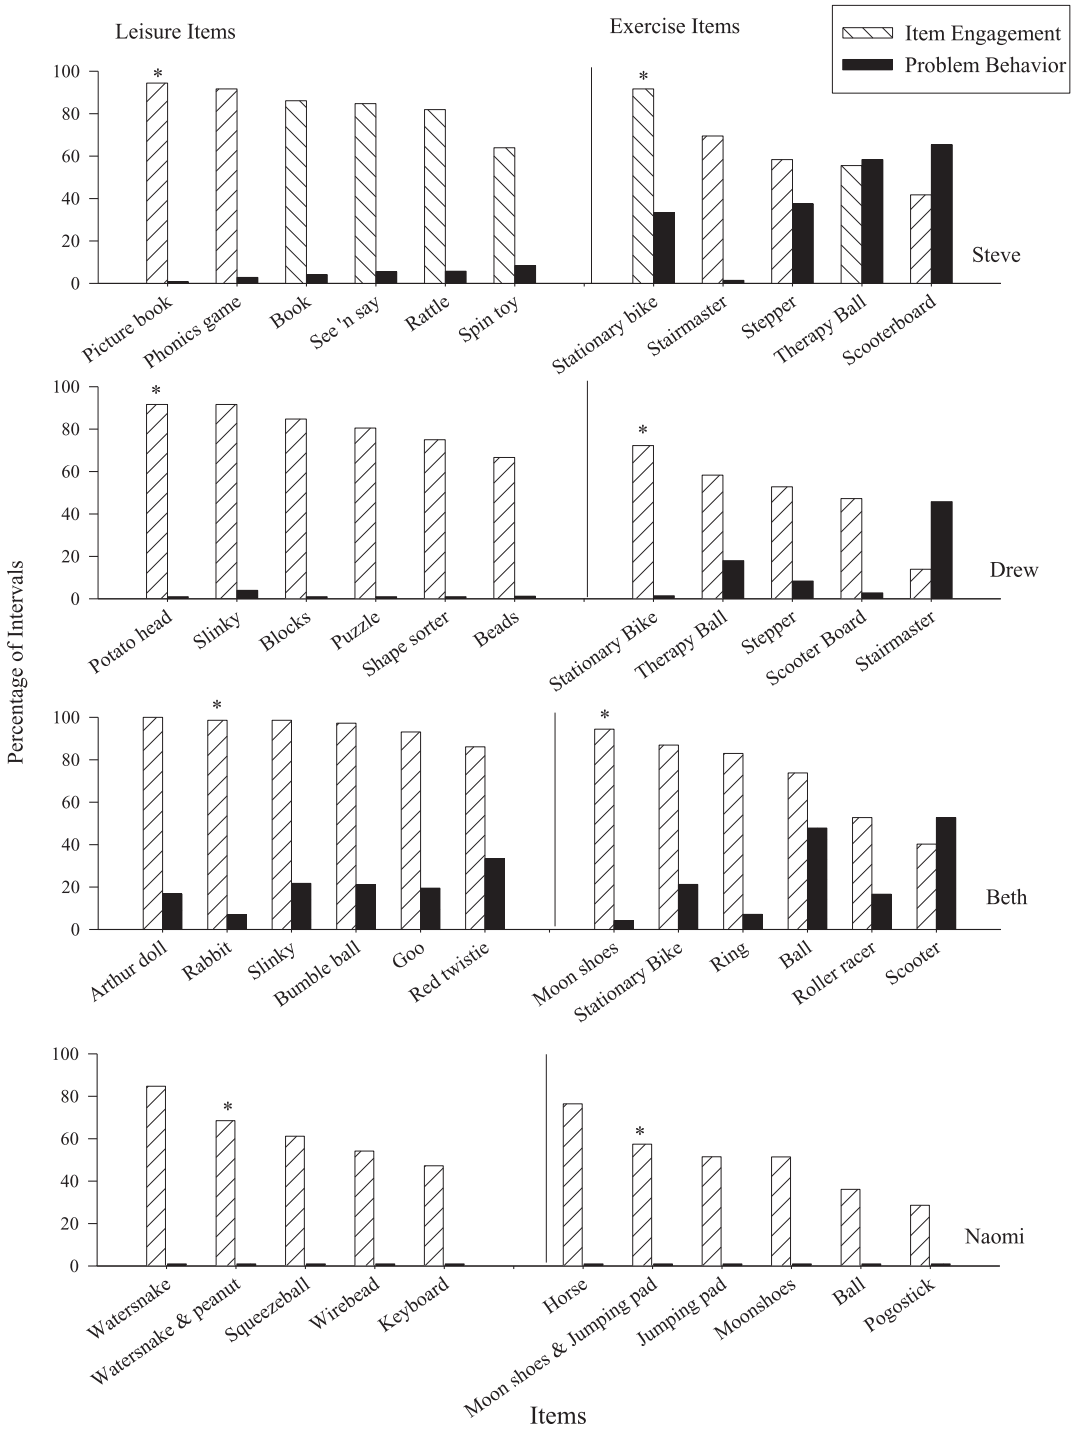 Leisure Items
Exercise Items
Item Engagement
Problem Behavior
Percentage of Intervals
100
80
60
40
20
0
*
*
Picture book
Phonics game
Book
See 'n say
Rattle
Spin toy
Stationary bike
Stairmaster
Stepper
Therapy Ball
Scooterboard
Steve
100
80
60
40
20
0
*
*
Potato head
Slinky
Blocks
Puzzle
Shape sorter
Beads
Stationary Bike
Therapy Ball
Stepper
Scooter Board
Stairmaster
Drew
100
80
60
40
20
0
*
*
Arthur doll
Rabbit
Slinky
Bumble ball
Goo
Red twistie
Moon shoes
Stationary Bike
Ring
Ball
Roller racer
Scooter
Beth
100
80
60
40
20
0
*
*
Watersnake
Watersnake & peanut
Squeezeball
Wirebead
Keyboard
Horse
Moon shoes & Jumping pad
Jumping pad
Moonshoes
Ball
Pogostick
Naomi
Items